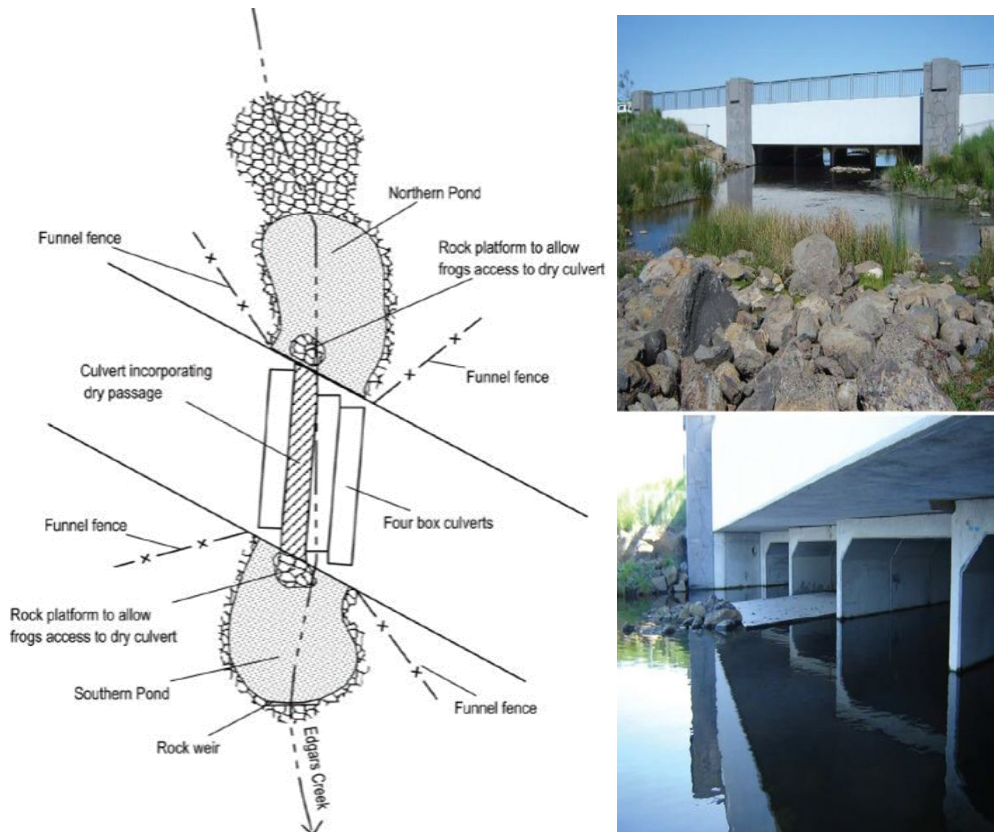 Northern Pond
Funnel fence
Rock platform to allow
frogs access to dry culvert
Culvert incorporating
dry passage
Funnel fence
Funnel fence
Four box culverts
Rock platform to allow
frogs access to dry culvert
Southern Pond
Funnel fence
Rock weir
Edgars Creek